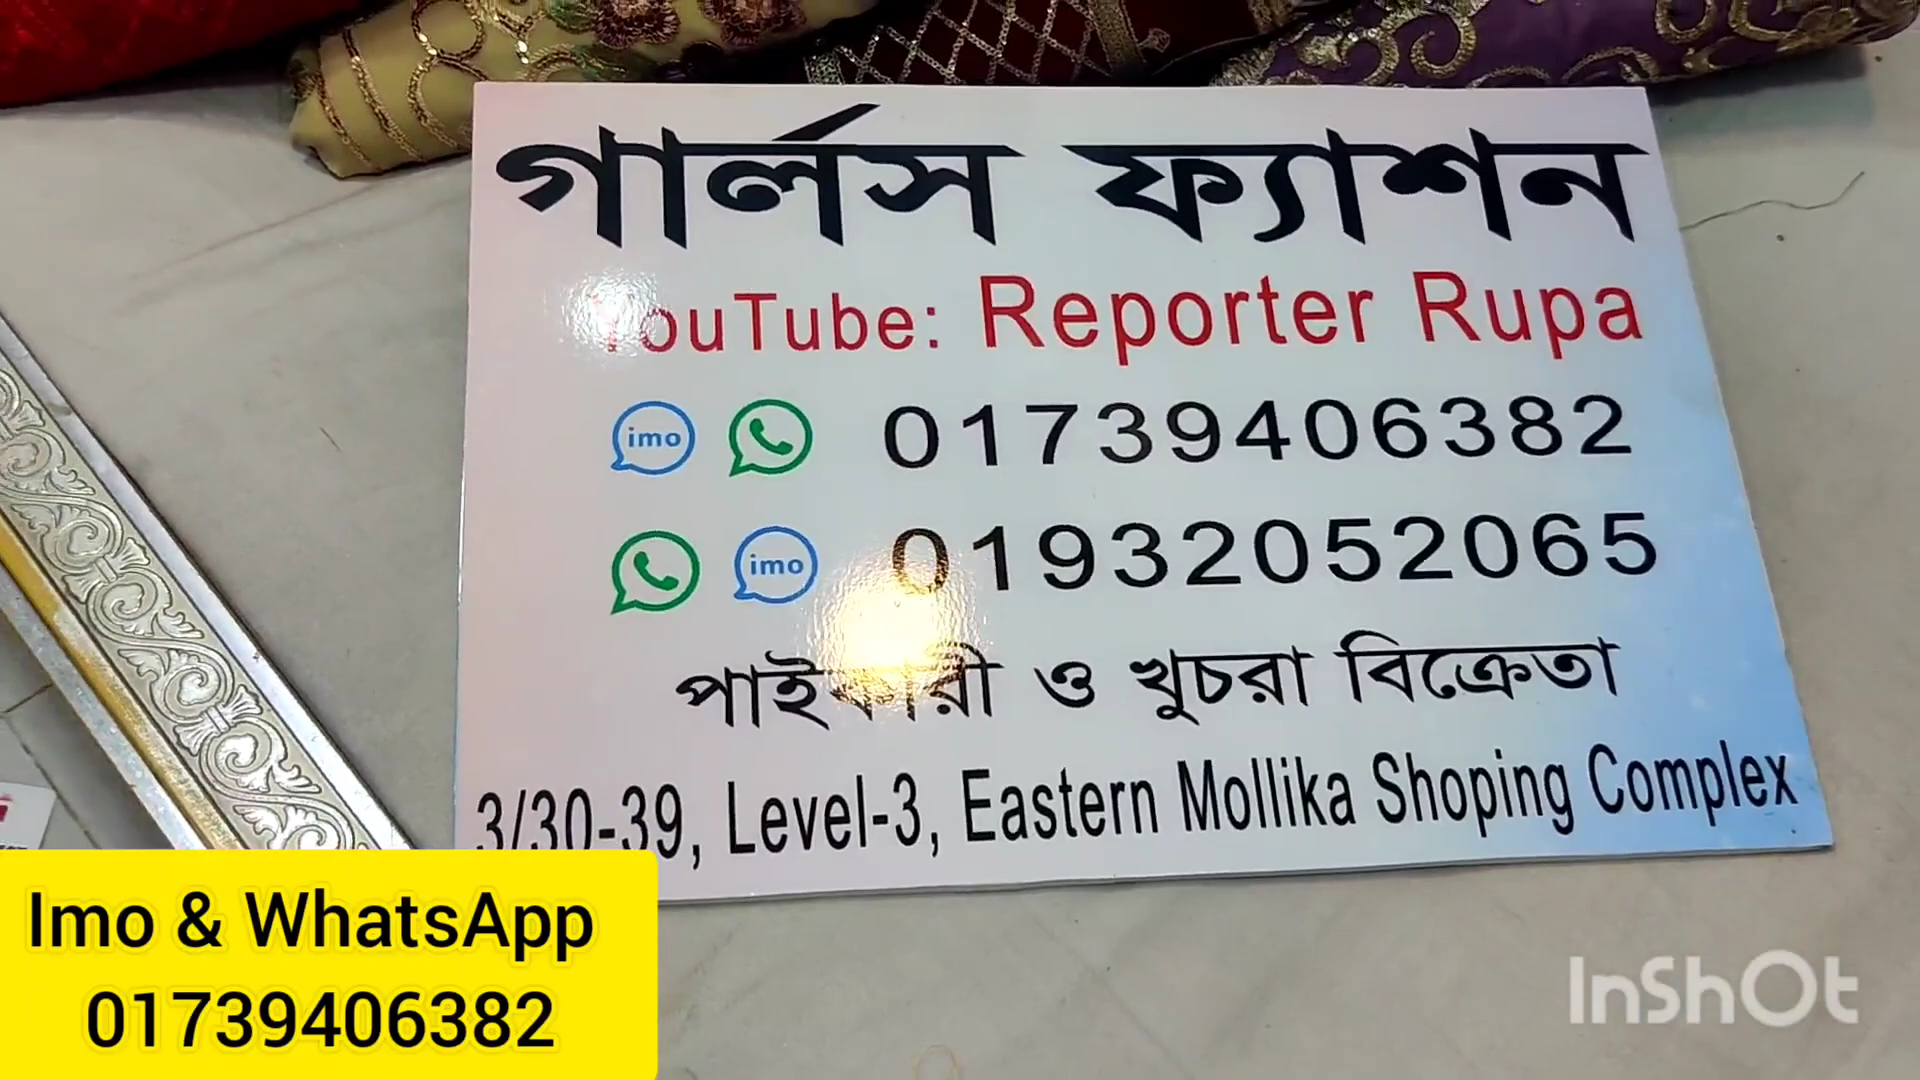 গার্লস ফ্যাশন
YouTube: Reporter Rupa
imo 01739406382
imo 01932052065
পাইকারী ও খুচরা বিক্রেতা
3/30-39, Level-3, Eastern Mollika Shoping Complex
Imo & WhatsApp
01739406382
InShOt